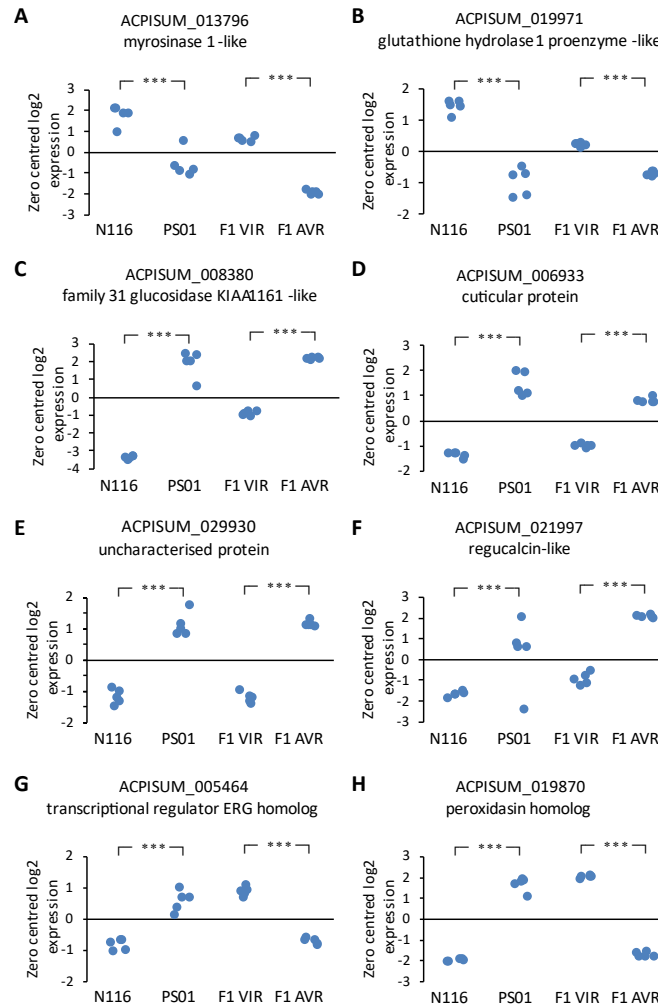 A
ACPISUM_013796
myrosinase 1-like
Zero centred log2
expression
3
2
1
0
-1
-2
-3
***
***
N116 PS01 F1 VIR F1 AVR
B
ACPISUM_019971
glutathione hydrolase1 proenzyme -like
Zero centred log2
expression
2
1
0
-1
-2
***
***
N116 PS01 F1 VIR F1 AVR
C
ACPISUM_008380
family 31 glucosidase KIAA1161 -like
Zero centred log2
expression
3
2
1
0
-1
-2
-3
-4
***
***
N116 PS01 F1 VIR F1 AVR
D
ACPISUM_006933
cuticular protein
Zero centred log2
expression
3
2
1
0
-1
-2
***
***
N116 PS01 F1 VIR F1 AVR
E
ACPISUM_029930
uncharacterised protein
Zero centred log2
expression
2
1
0
-1
-2
***
***
N116 PS01 F1 VIR F1 AVR
F
ACPISUM_021997
regucalcin-like
Zero centred log2
expression
3
2
1
0
-1
-2
-3
***
***
N116 PS01 F1 VIR F1 AVR
G
ACPISUM_005464
transcriptional regulator ERG homolog
Zero centred log2
expression
2
1
0
-1
-2
***
***
N116 PS01 F1 VIR F1 AVR
H
ACPISUM_019870
peroxidasin homolog
Zero centred log2
expression
3
2
1
0
-1
-2
-3
***
***
N116 PS01 F1 VIR F1 AVR